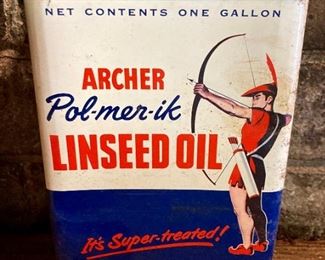 NET CONTENTS ONE GALLON
ARCHER
Pol-mer-ik
LINSEED OIL
It's Super-treated!